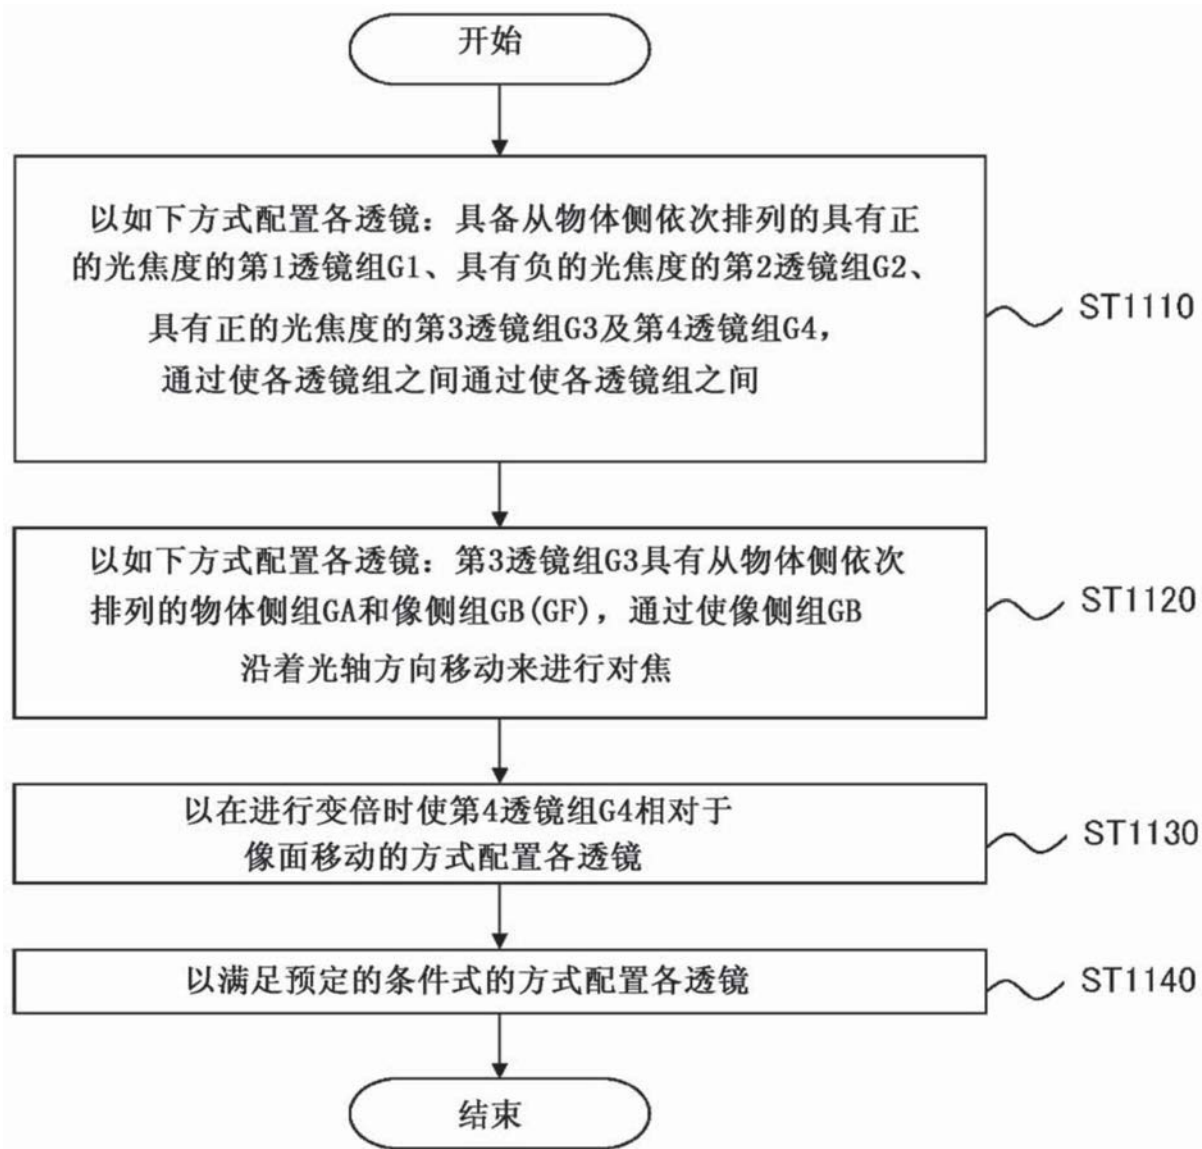 开始
以如下方式配置各透镜：具备从物体侧依次排列的具有正
的光焦度的第1透镜组G1、具有负的光焦度的第2透镜组G2、
具有正的光焦度的第3透镜组G3及第4透镜组G4，
通过使各透镜组之间通过使各透镜组之间
ST1110
以如下方式配置各透镜：第3透镜组G3具有从物体侧依次
排列的物体侧组GA和像侧组GB(GF)，通过使像侧组GB
沿着光轴方向移动来进行对焦
ST1120
以在进行变倍时使第4透镜组G4相对于
像面移动的方式配置各透镜
ST1130
以满足预定的条件式的方式配置各透镜
ST1140
结束